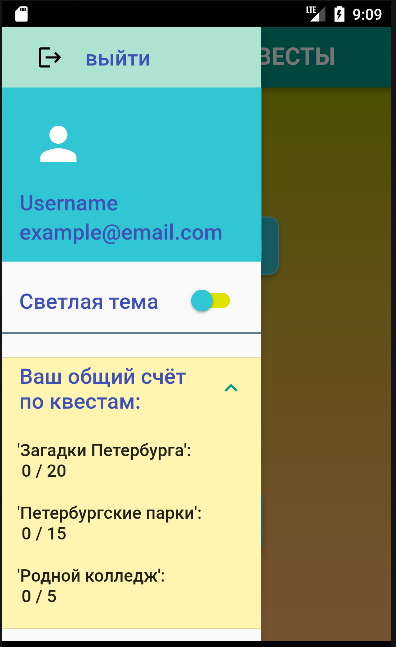 LTE 9:09
выйти
ВЕСТЫ
Username
example@email.com
Светлая тема
Ваш общий счёт
по квестам:
'Загадки Петербурга':
0 / 20
'Петербургские парки':
0 / 15
'Родной колледж':
0 / 5